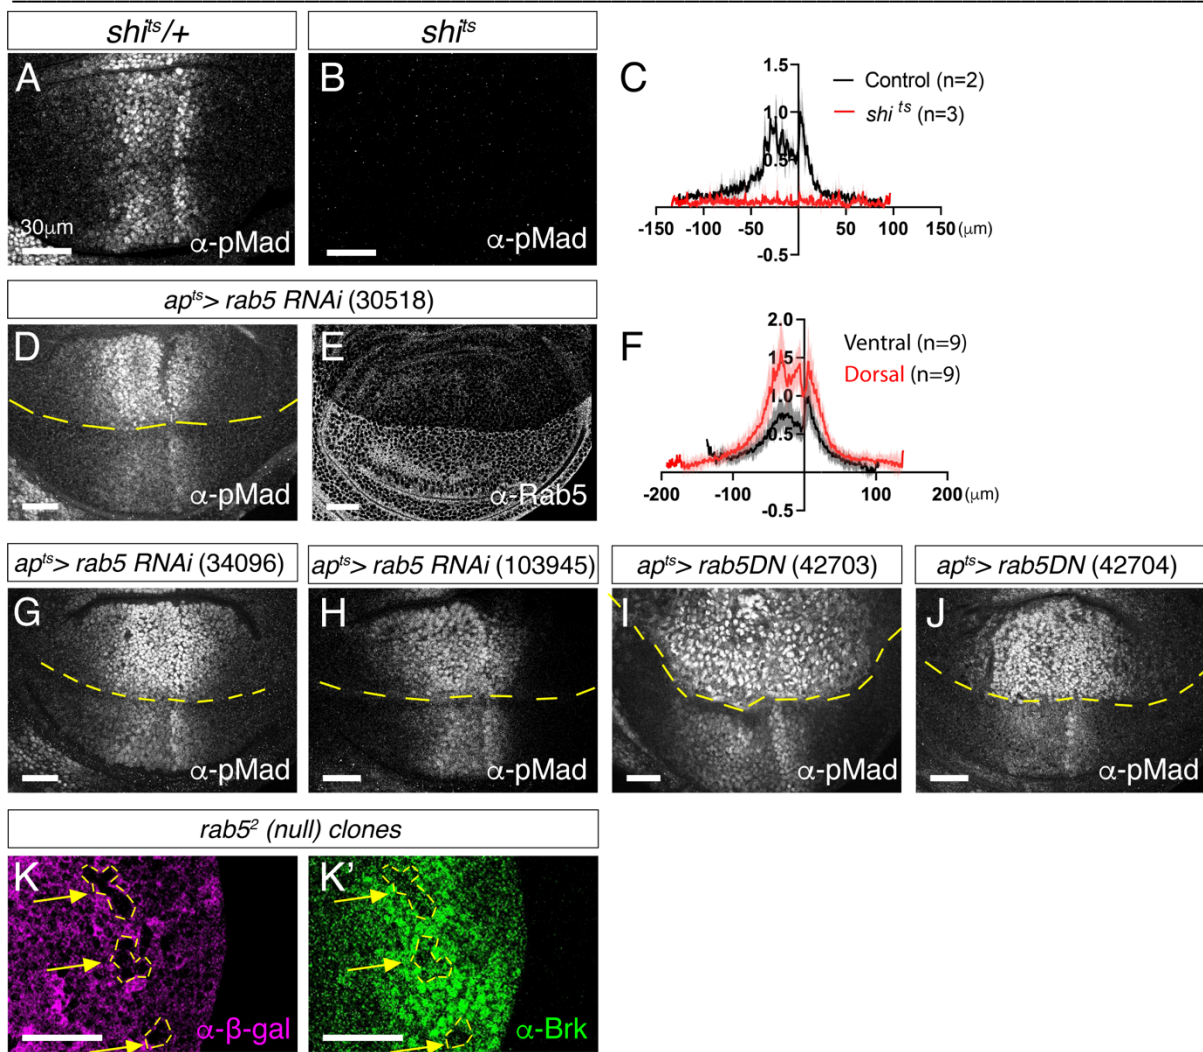 shi^ts/+
shi^ts
A
30μm
α-pMad
B
α-pMad
C
1.5
1.0
0.5
-0.5
-150
-100
-50
50
100
150
(μm)
Control (n=2)
shi ^ts (n=3)
ap^ts> rab5 RNAi (30518)
D
α-pMad
E
α-Rab5
F
2.0
1.5
1.0
0.5
-0.5
-200
-100
100
200
(μm)
Ventral (n=9)
Dorsal (n=9)
ap^ts> rab5 RNAi (34096)
ap^ts> rab5 RNAi (103945)
ap^ts> rab5DN (42703)
ap^ts> rab5DN (42704)
G
α-pMad
H
α-pMad
I
α-pMad
J
α-pMad
rab5² (null) clones
K
α-β-gal
K'
α-Brk